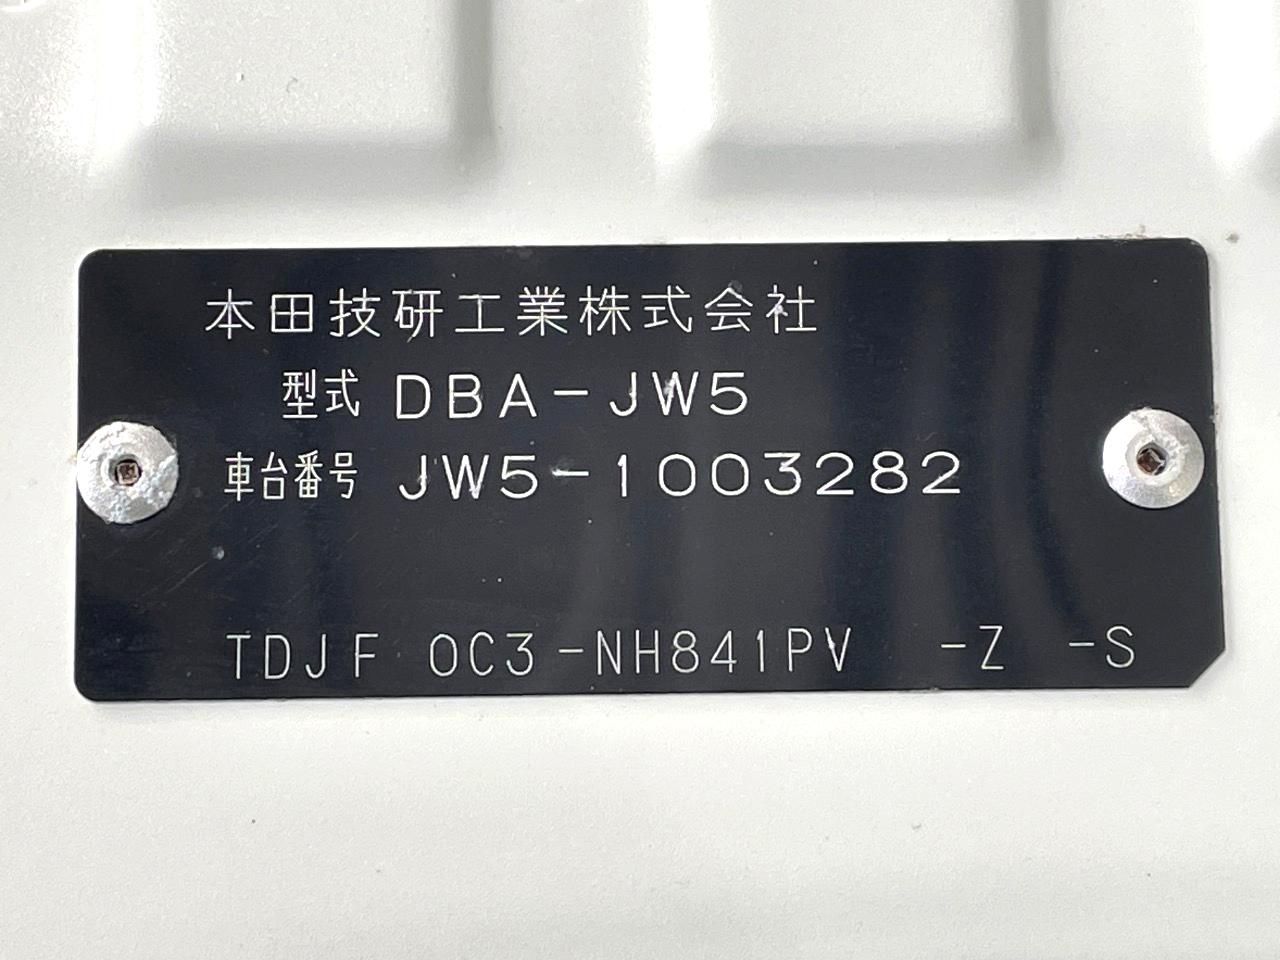 本田技研工業株式会社
型式 DBA-JW5
車台番号 JW5-1003282
TDJF 0C3-NH841PV -Z -S